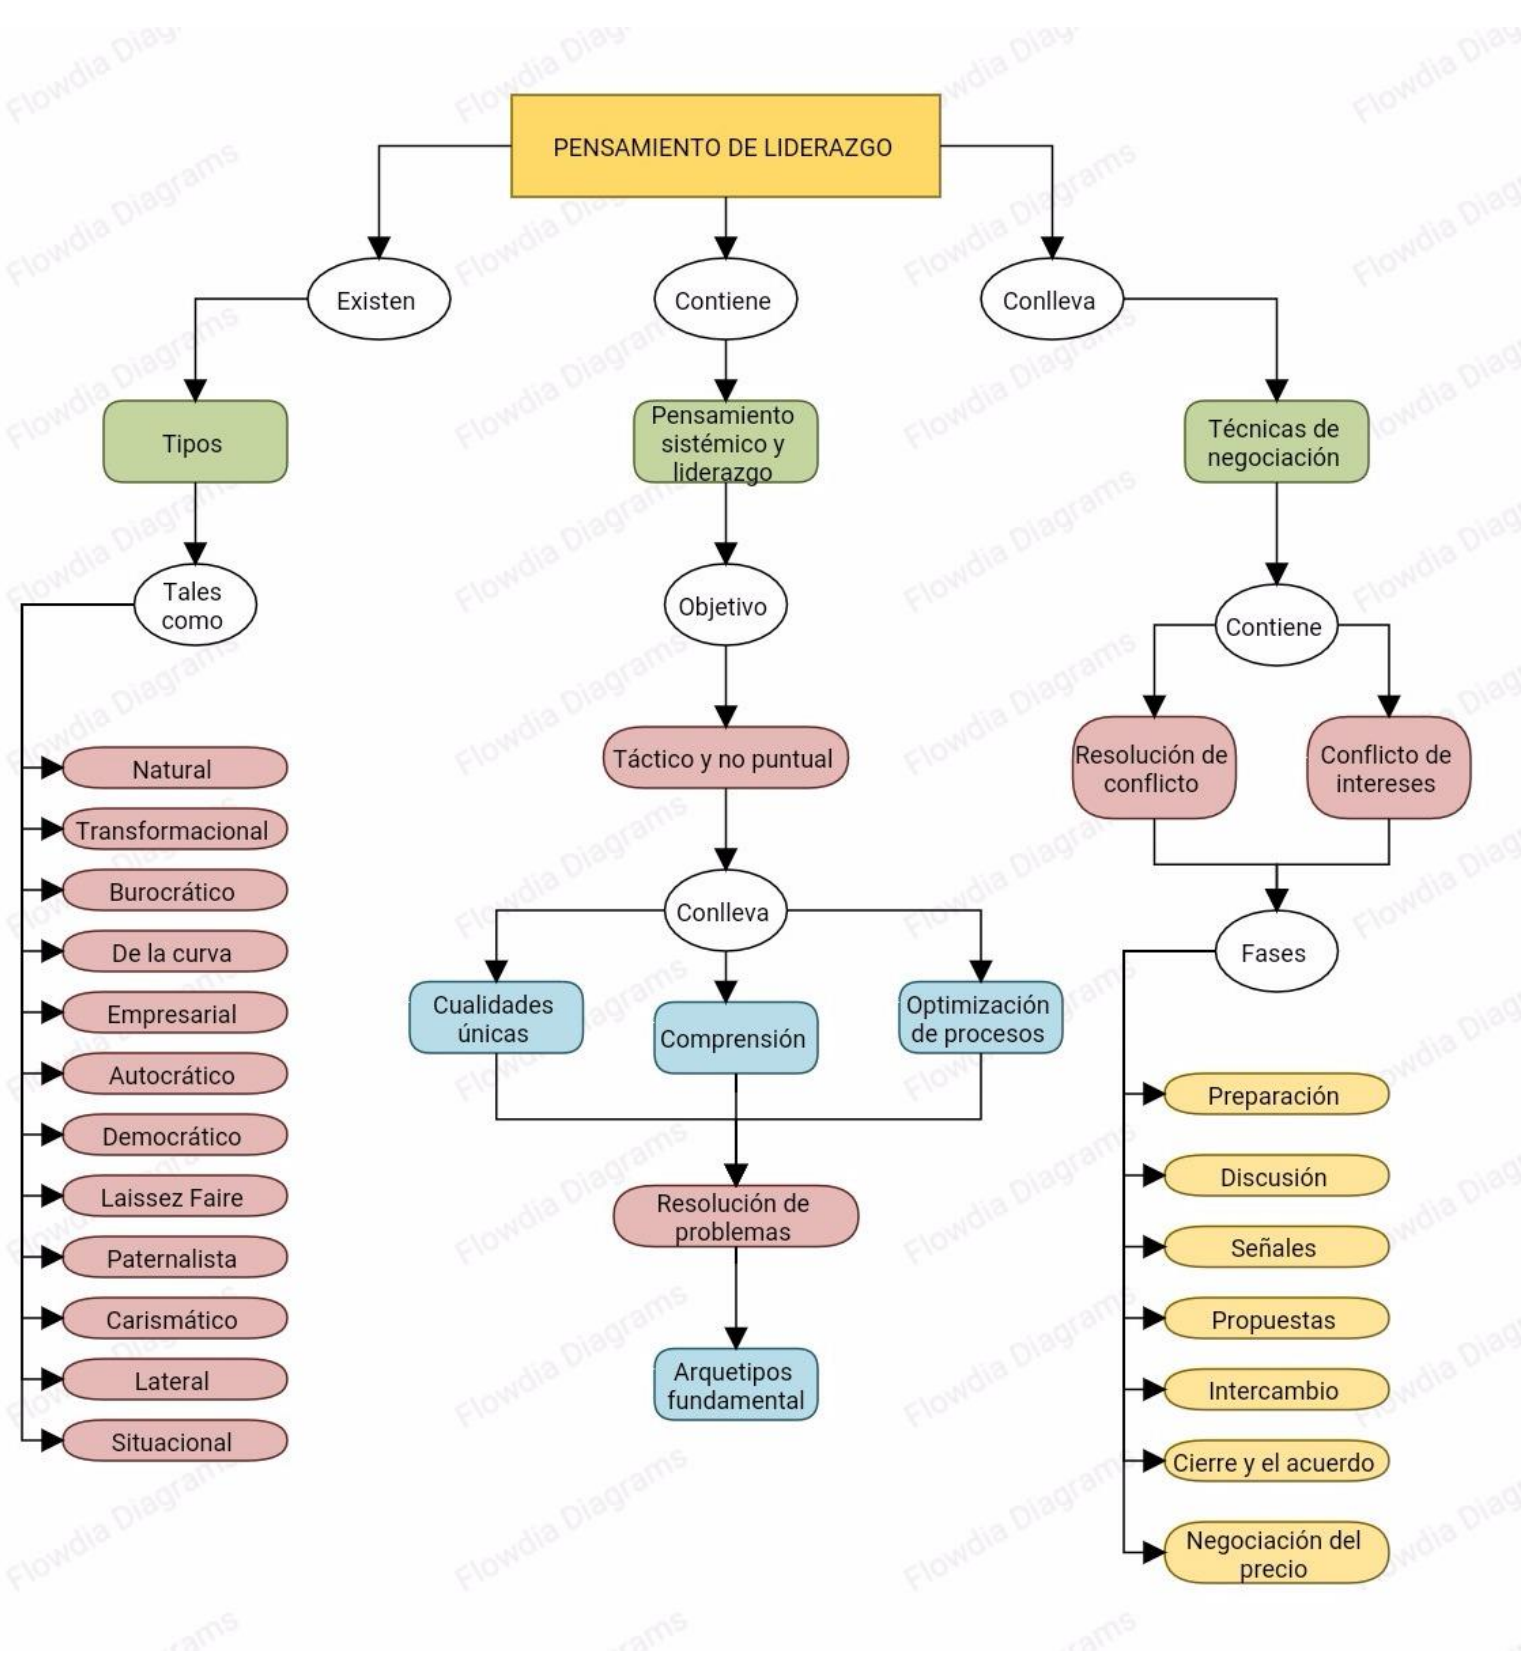 PENSAMIENTO DE LIDERAZGO
Existen
Contiene
Conlleva
Tipos
Pensamiento
sistémico y
liderazgo
Técnicas de
negociación
Tales
como
Objetivo
Contiene
Natural
Transformacional
Burocrático
De la curva
Empresarial
Autocrático
Democrático
Laissez Faire
Paternalista
Carismático
Lateral
Situacional
Táctico y no puntual
Conlleva
Cualidades
únicas
Comprensión
Optimización
de procesos
Resolución de
problemas
Arquetipos
fundamental
Resolución de
conflicto
Conflicto de
intereses
Fases
Preparación
Discusión
Señales
Propuestas
Intercambio
Cierre y el acuerdo
Negociación del
precio
Flowdia Diagrams